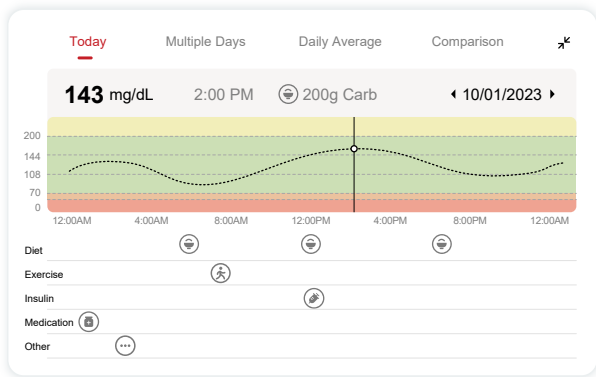 Today Multiple Days Daily Average Comparison
143 mg/dL 2:00 PM 200g Carb 10/01/2023
200
144
108
70
0
12:00AM 4:00AM 8:00AM 12:00PM 4:00PM 8:00PM 12:00AM
Diet
Exercise
Insulin
Medication
Other